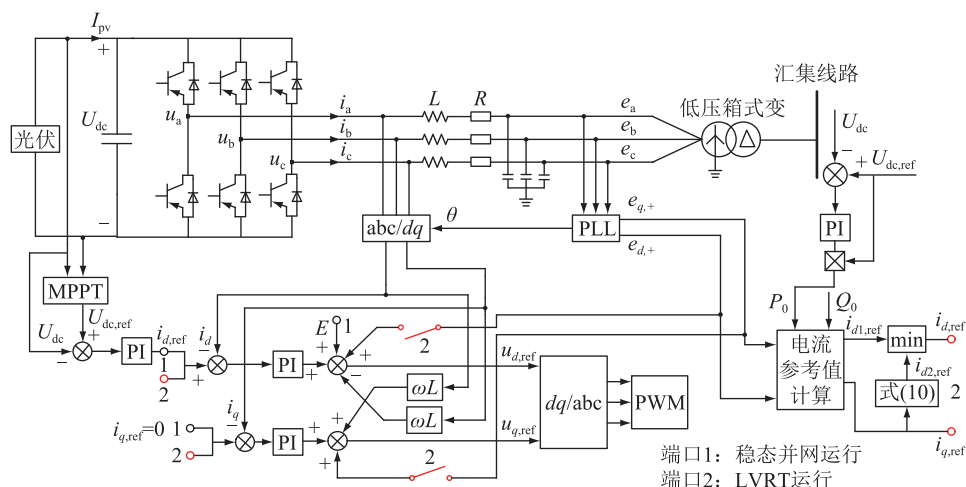 I_pv
+
U_dc
−
光伏
u_a
u_b
u_c
i_a
i_b
i_c
L
R
e_a
e_b
e_c
低压箱式变
汇集线路
U_dc
−
+
U_dc,ref
PI
abc/dq
θ
PLL
e_q,+
e_d,+
MPPT
U_dc
U_dc,ref
+
−
PI
i_d,ref
1
2
i_d
−
+
PI
+
E
1
+
+
−
2
u_d,ref
ωL
ωL
dq/abc
PWM
i_q,ref=0
1
2
i_q
−
+
PI
+
+
+
2
u_q,ref
P_0
Q_0
电流
参考值
计算
i_d1,ref
min
i_d,ref
i_d2,ref
式(10)
2
i_q,ref
端口1：稳态并网运行
端口2：LVRT运行